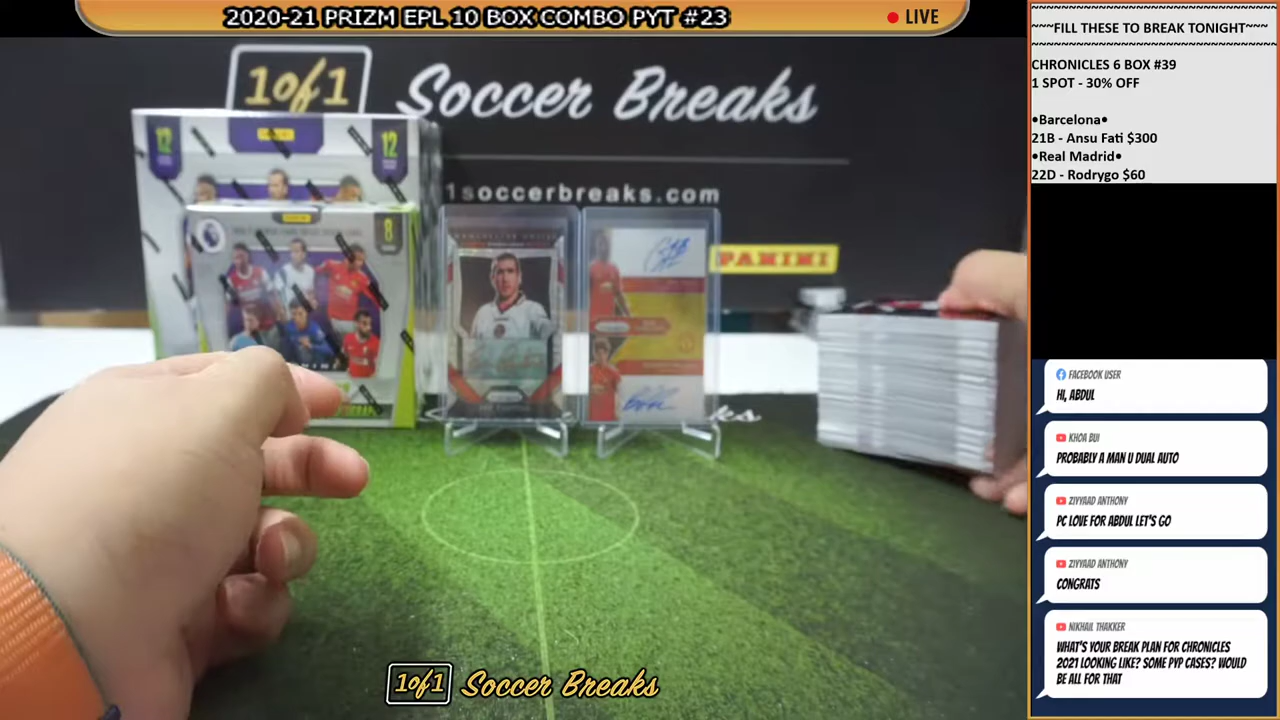 2020-21 PRIZM EPL 10 BOX COMBO PYT #23
LIVE
1of1 Soccer Breaks
1soccerbreaks.com
12
12
8
PANINI
1of1 Soccer Breaks
~~~FILL THESE TO BREAK TONIGHT~~~
CHRONICLES 6 BOX #39
1 SPOT - 30% OFF
•Barcelona•
21B - Ansu Fati $300
•Real Madrid•
22D - Rodrygo $60
FACEBOOK USER
HI, ABDUL
KHOA BUI
PROBABLY A MAN U DUAL AUTO
ZIYYAAD ANTHONY
PC LOVE FOR ABDUL LET'S GO
ZIYYAAD ANTHONY
CONGRATS
NIKHAIL THAKKER
WHAT'S YOUR BREAK PLAN FOR CHRONICLES
2021 LOOKING LIKE? SOME PYP CASES? WOULD
BE ALL FOR THAT